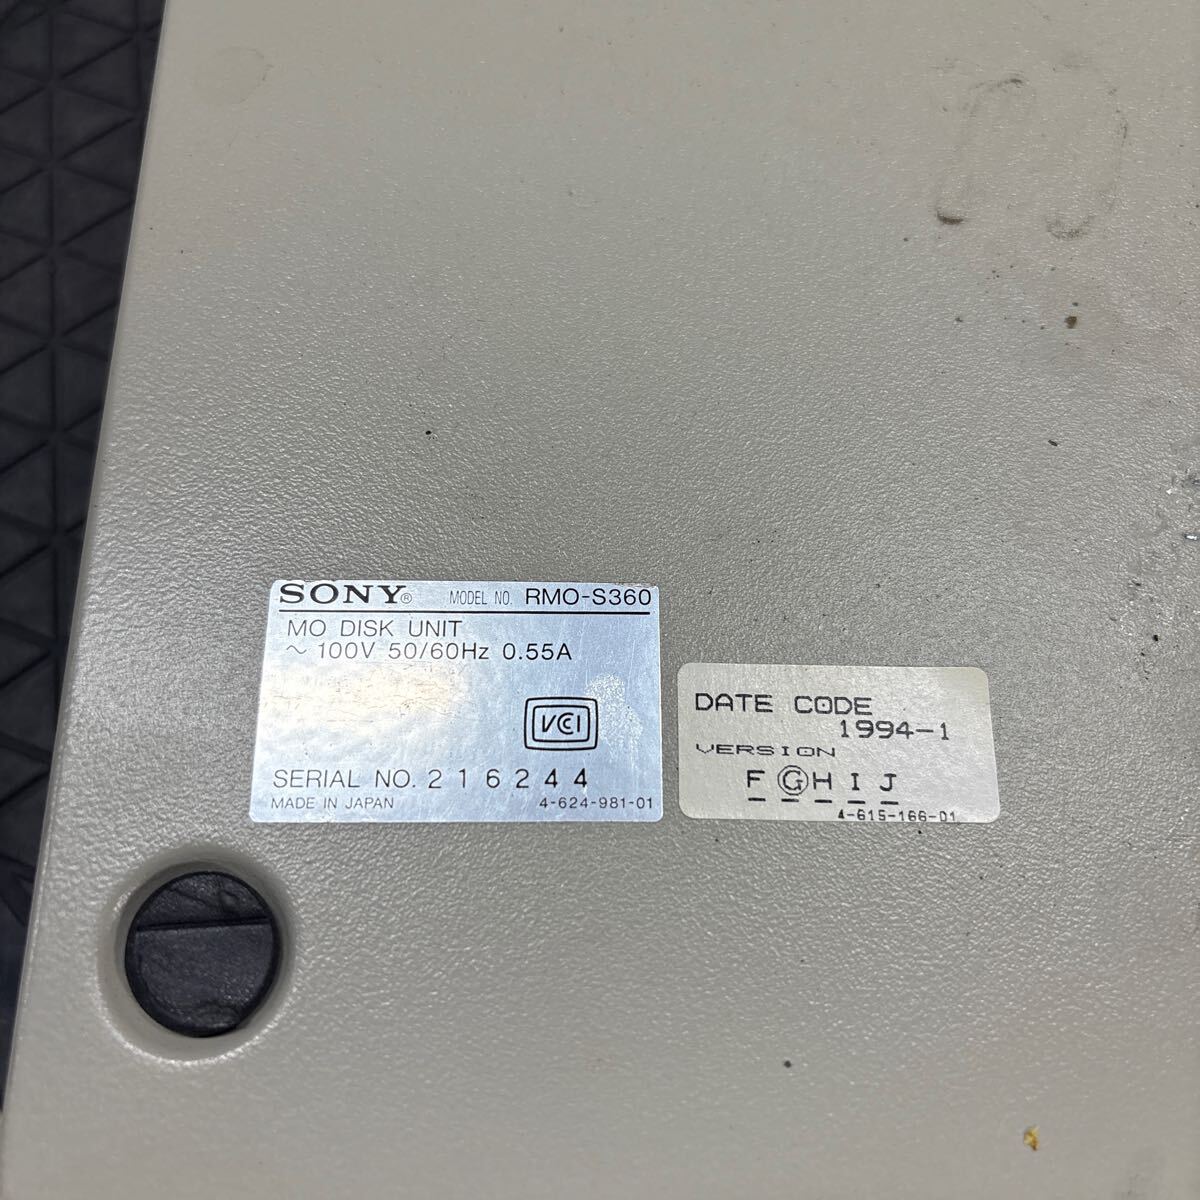 SONY® MODEL NO. RMO-S360
MO DISK UNIT
~ 100V 50/60Hz 0.55A
VCCI
SERIAL NO. 216244
MADE IN JAPAN 4-624-981-01
DATE CODE
1994-1
VERSION
F G H I J
4-615-166-01